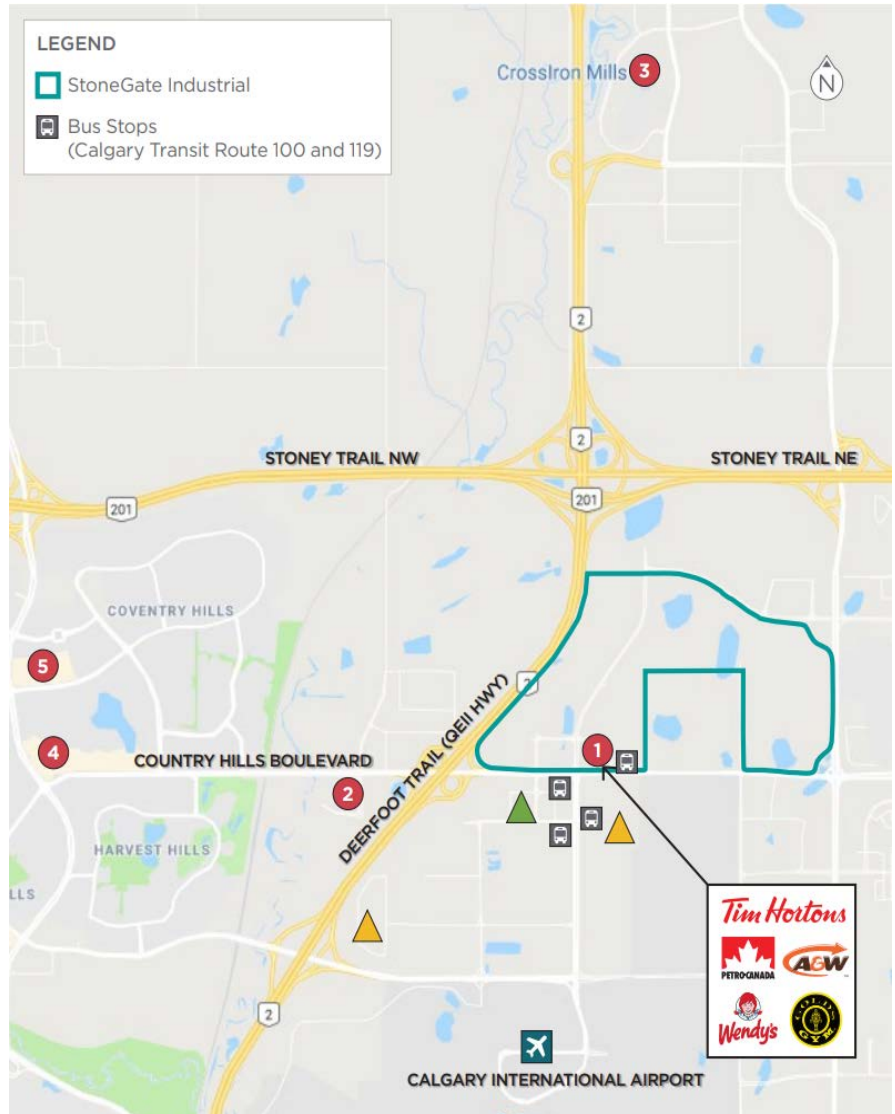 LEGEND
StoneGate Industrial
Bus Stops
(Calgary Transit Route 100 and 119)
CrossIron Mills 3
N
2
2
STONEY TRAIL NW
STONEY TRAIL NE
201
201
COVENTRY HILLS
5
2
DEERFOOT TRAIL (QEII HWY)
4
COUNTRY HILLS BOULEVARD
1
2
HARVEST HILLS
LLS
Tim Hortons
PETRO-CANADA
A&W
Wendy's
GOLD'S
GYM
2
CALGARY INTERNATIONAL AIRPORT